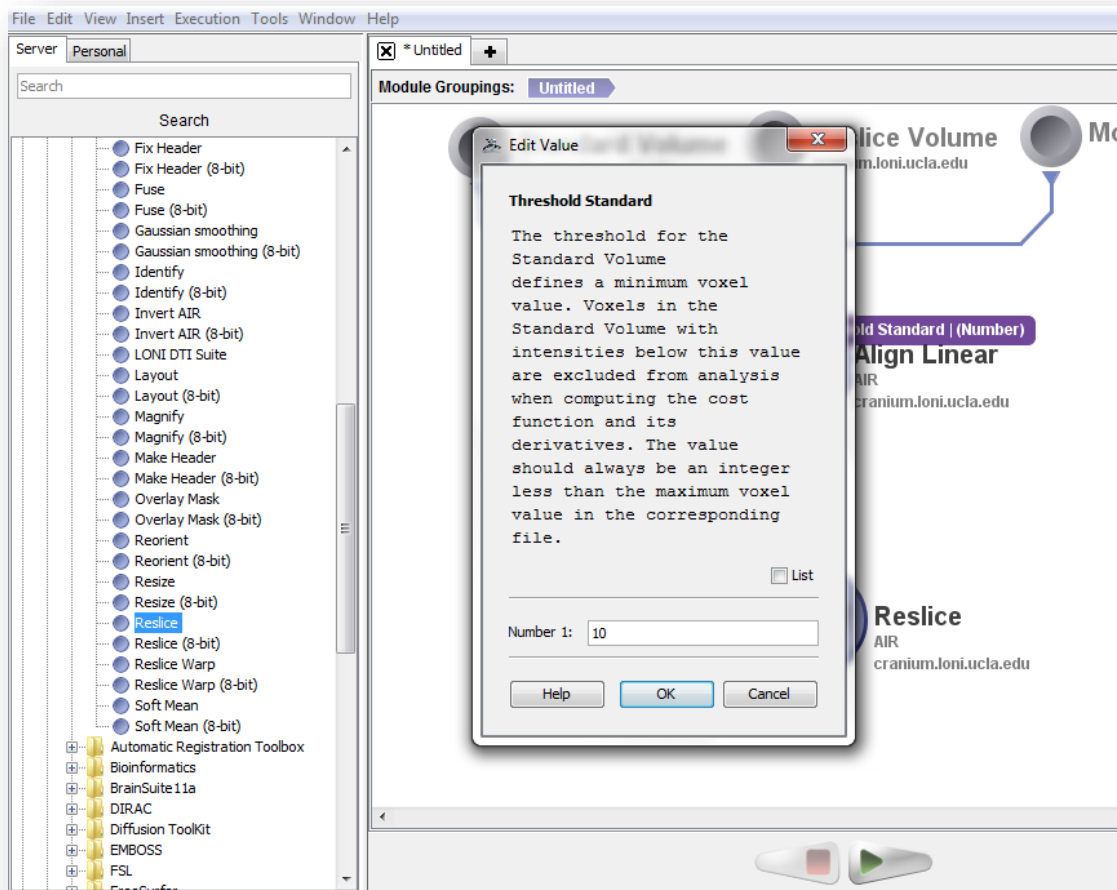 File Edit View Insert Execution Tools Window Help
Server Personal
Search
Search
Fix Header
Fix Header (8-bit)
Fuse
Fuse (8-bit)
Gaussian smoothing
Gaussian smoothing (8-bit)
Identify
Identify (8-bit)
Invert AIR
Invert AIR (8-bit)
LONI DTI Suite
Layout
Layout (8-bit)
Magnify
Magnify (8-bit)
Make Header
Make Header (8-bit)
Overlay Mask
Overlay Mask (8-bit)
Reorient
Reorient (8-bit)
Resize
Resize (8-bit)
Reslice
Reslice (8-bit)
Reslice Warp
Reslice Warp (8-bit)
Soft Mean
Soft Mean (8-bit)
Automatic Registration Toolbox
Bioinformatics
BrainSuite11a
DIRAC
Diffusion ToolKit
EMBOSS
FSL
* Untitled
Module Groupings: Untitled
lice Volume
m.loni.ucla.edu
Mo
Edit Value
Threshold Standard
The threshold for the
Standard Volume
defines a minimum voxel
value. Voxels in the
Standard Volume with
intensities below this value
are excluded from analysis
when computing the cost
function and its
derivatives. The value
should always be an integer
less than the maximum voxel
value in the corresponding
file.
List
Number 1: 10
Help OK Cancel
old Standard | (Number)
Align Linear
AIR
cranium.loni.ucla.edu
Reslice
AIR
cranium.loni.ucla.edu